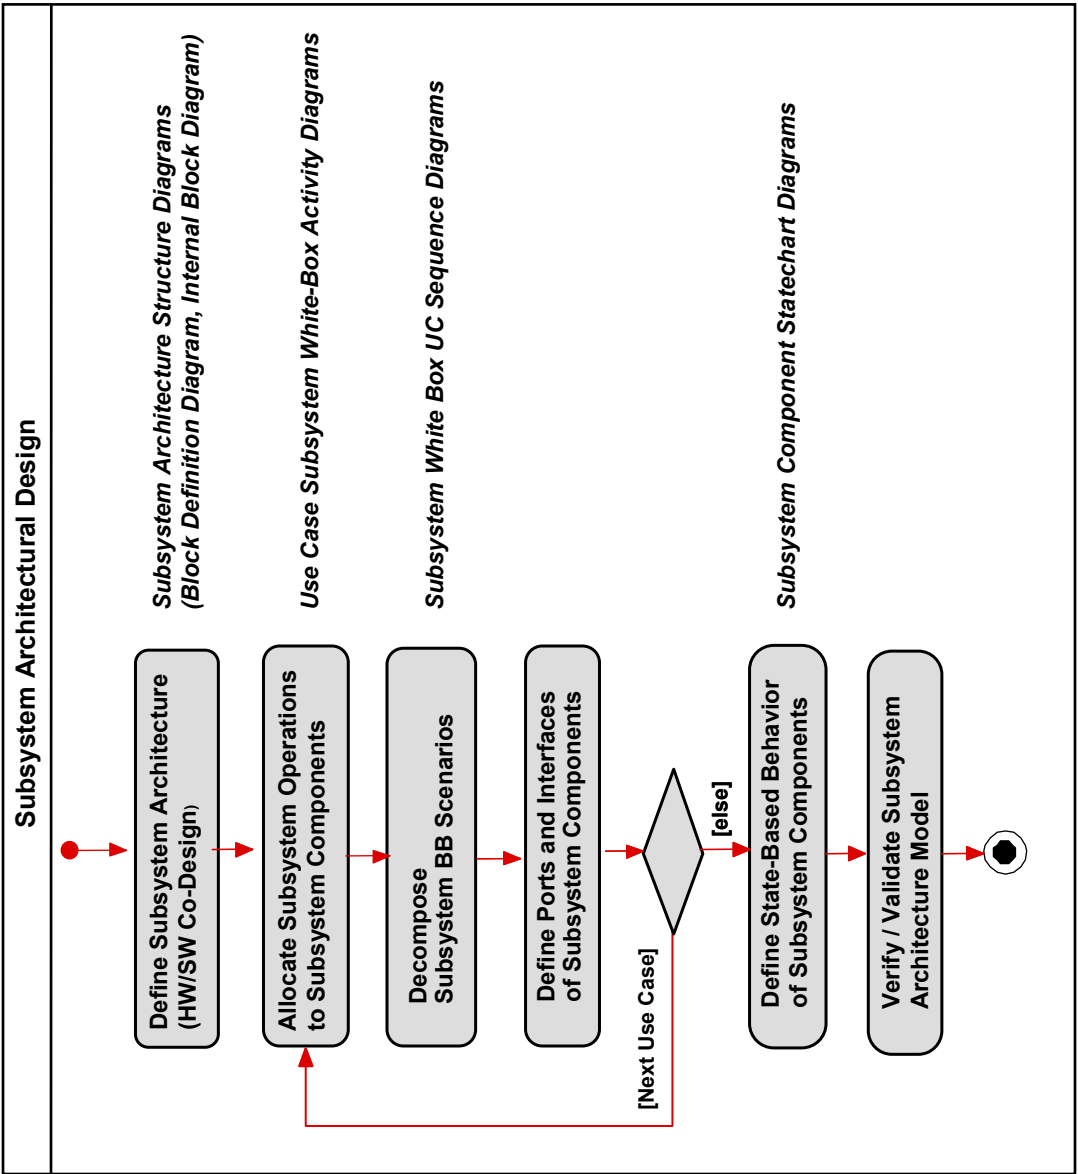 Subsystem Architectural Design
Subsystem Architecture Structure Diagrams
(Block Definition Diagram, Internal Block Diagram)
Use Case Subsystem White-Box Activity Diagrams
Subsystem White Box UC Sequence Diagrams
Subsystem Component Statechart Diagrams
Define Subsystem Architecture
(HW/SW Co-Design)
Allocate Subsystem Operations
to Subsystem Components
Decompose
Subsystem BB Scenarios
Define Ports and Interfaces
of Subsystem Components
[Next Use Case]
[else]
Define State-Based Behavior
of Subsystem Components
Verify / Validate Subsystem
Architecture Model